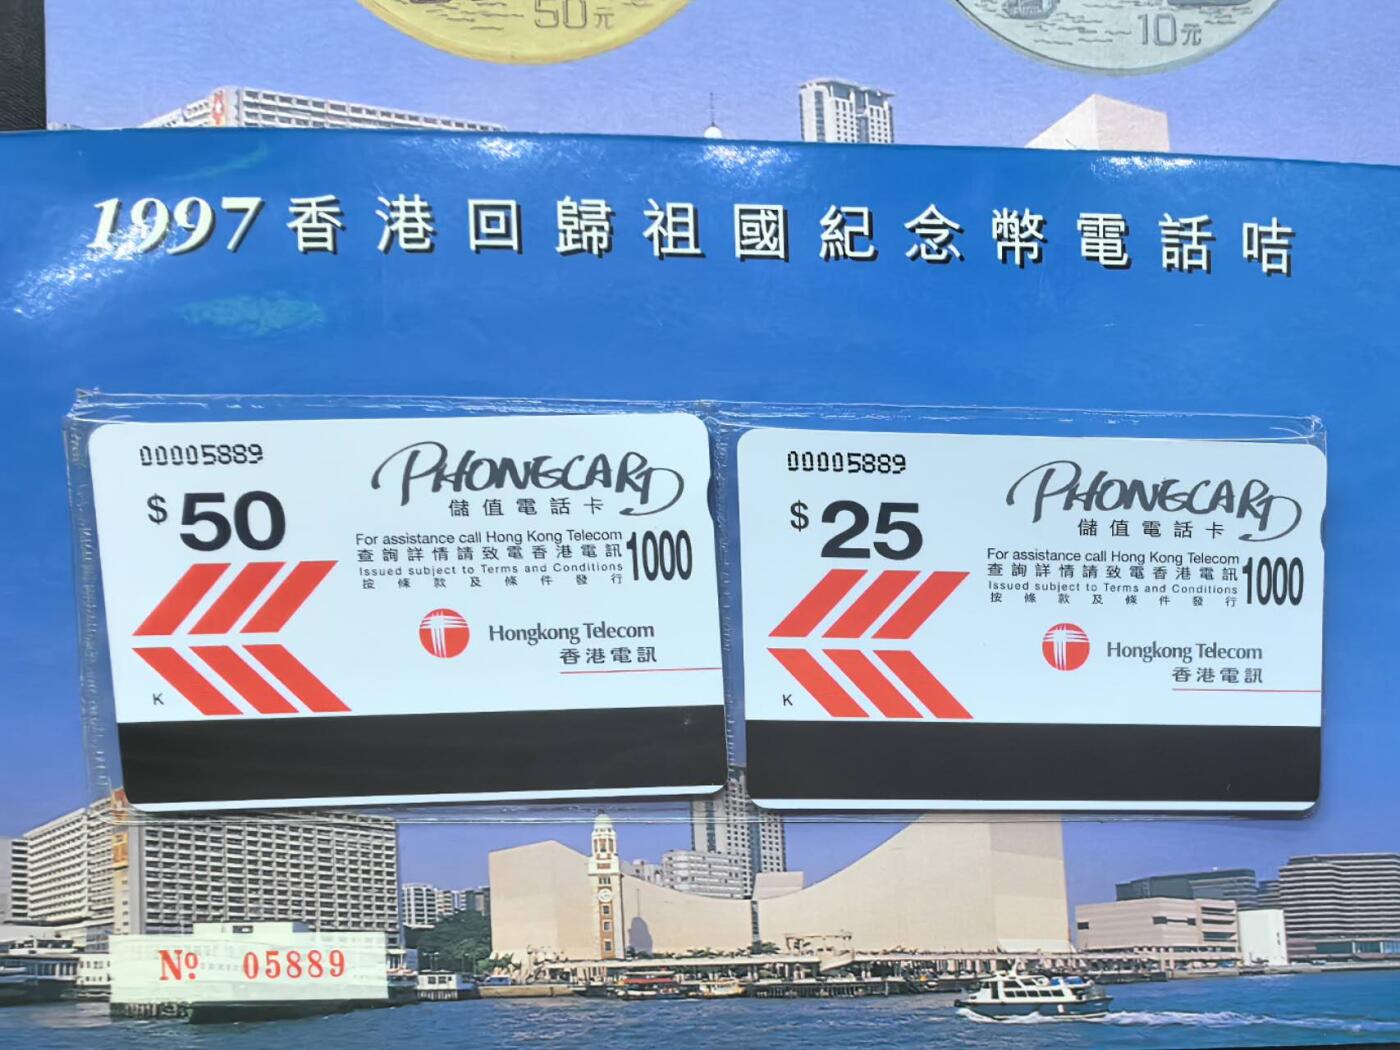 50元
10元
1997香港回歸祖國紀念幣電話咭
00005889
$50
PHONECARD
儲值電話卡
For assistance call Hong Kong Telecom
查詢詳情請致電香港電訊
Issued subject to Terms and Conditions
按條款及條件發行
1000
Hongkong Telecom
香港電訊
K
00005889
$25
PHONECARD
儲值電話卡
For assistance call Hong Kong Telecom
查詢詳情請致電香港電訊
Issued subject to Terms and Conditions
按條款及條件發行
1000
Hongkong Telecom
香港電訊
K
Nº 05889